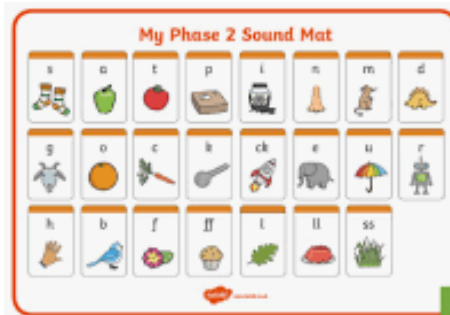 My Phase 2 Sound Mat
s a t p i n m d
g o c k ck e u r
h b f ff l ll ss